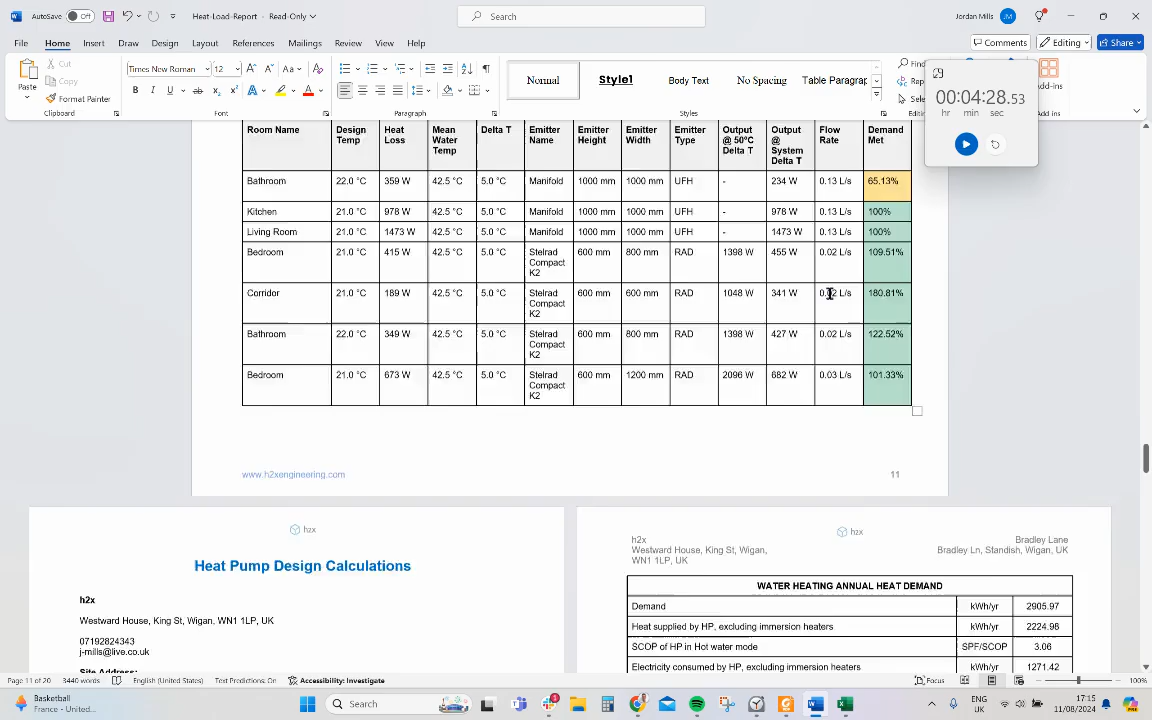 AutoSave Off Heat-Load-Report - Read-Only Search Jordan Mills JM
File Home Insert Draw Design Layout References Mailings Review View Help Comments Editing Share
Paste Cut Copy Format Painter
Times New Roman 12 Aa
B I U ab x₂ x² A A
Normal Style1 Body Text No Spacing Table Paragrap
Add-ins
Clipboard Font Paragraph Styles
00:04:28.53
hr min sec
Room Name Design Temp Heat Loss Mean Water Temp Delta T Emitter Name Emitter Height Emitter Width Emitter Type Output @ 50°C Delta T Output @ System Delta T Flow Rate Demand Met
Bathroom 22.0 °C 359 W 42.5 °C 5.0 °C Manifold 1000 mm 1000 mm UFH - 234 W 0.13 L/s 65.13%
Kitchen 21.0 °C 978 W 42.5 °C 5.0 °C Manifold 1000 mm 1000 mm UFH - 978 W 0.13 L/s 100%
Living Room 21.0 °C 1473 W 42.5 °C 5.0 °C Manifold 1000 mm 1000 mm UFH - 1473 W 0.13 L/s 100%
Bedroom 21.0 °C 415 W 42.5 °C 5.0 °C Stelrad Compact K2 600 mm 800 mm RAD 1398 W 455 W 0.02 L/s 109.51%
Corridor 21.0 °C 189 W 42.5 °C 5.0 °C Stelrad Compact K2 600 mm 600 mm RAD 1048 W 341 W L/s 180.81%
Bathroom 22.0 °C 349 W 42.5 °C 5.0 °C Stelrad Compact K2 600 mm 800 mm RAD 1398 W 427 W 0.02 L/s 122.52%
Bedroom 21.0 °C 673 W 42.5 °C 5.0 °C Stelrad Compact K2 600 mm 1200 mm RAD 2096 W 682 W 0.03 L/s 101.33%
www.h2xengineering.com 11
h2x
Heat Pump Design Calculations
h2x
Westward House, King St, Wigan, WN1 1LP, UK
07192824343
j-mills@live.co.uk
Site Address:
h2x
h2x Bradley Lane
Westward House, King St, Wigan, Bradley Ln, Standish, Wigan, UK
WN1 1LP, UK
WATER HEATING ANNUAL HEAT DEMAND
Demand kWh/yr 2905.97
Heat supplied by HP, excluding immersion heaters kWh/yr 2224.98
SCOP of HP in Hot water mode SPF/SCOP 3.06
Electricity consumed by HP, excluding immersion heaters kWh/yr 1271.42
Page 11 of 20 3440 words English (United Kingdom) Text Predictions: On Accessibility: Investigate Focus 100%
Basketball
France - United...
Search
ENG
UK
17:15
11/08/2024